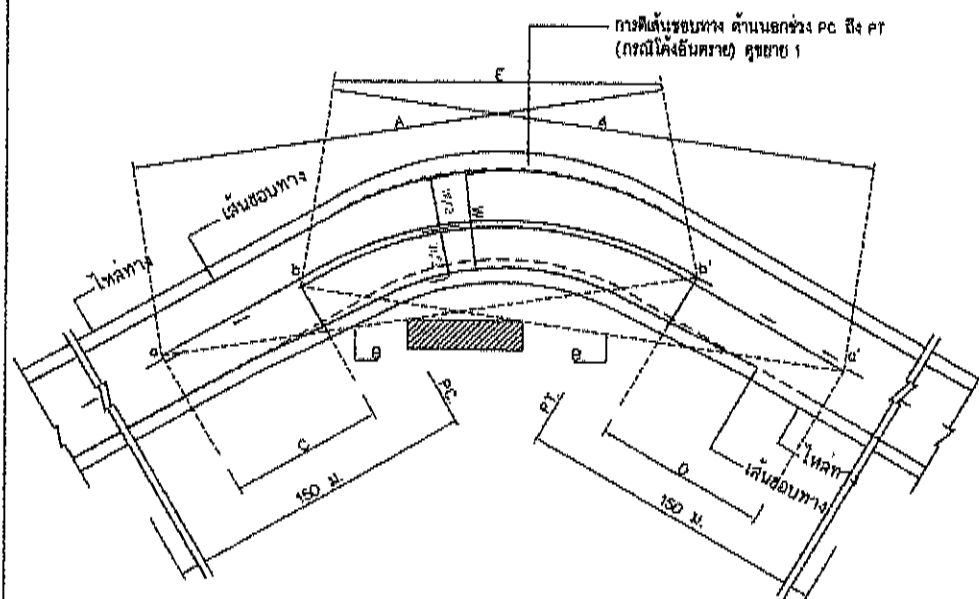 การตีเส้นขอบทาง ด้านนอกช่วง PC ถึง PT
(กรณีโค้งอันตราย) ดูขยาย 1
E
A
A
เส้นขอบทาง
ไหล่ทาง
W/2
W
W/2
b
b'
a
a'
B
B
PC.
PT.
C
D
150 ม.
150 ม.
ไหล่ท
เส้นขอบทาง